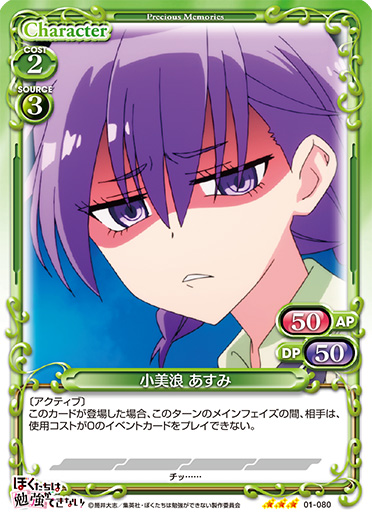 Precious Memories
Character
COST
2
SOURCE
3
50 AP
DP 50
小美浪 あすみ
〔アクティブ〕
このカードが登場した場合、このターンのメインフェイズの間、相手は、
使用コストが0のイベントカードをプレイできない。
チッ……
ぼくたちは
勉強ができない
©筒井大志／集英社・ぼくたちは勉強ができない製作委員会
01-080